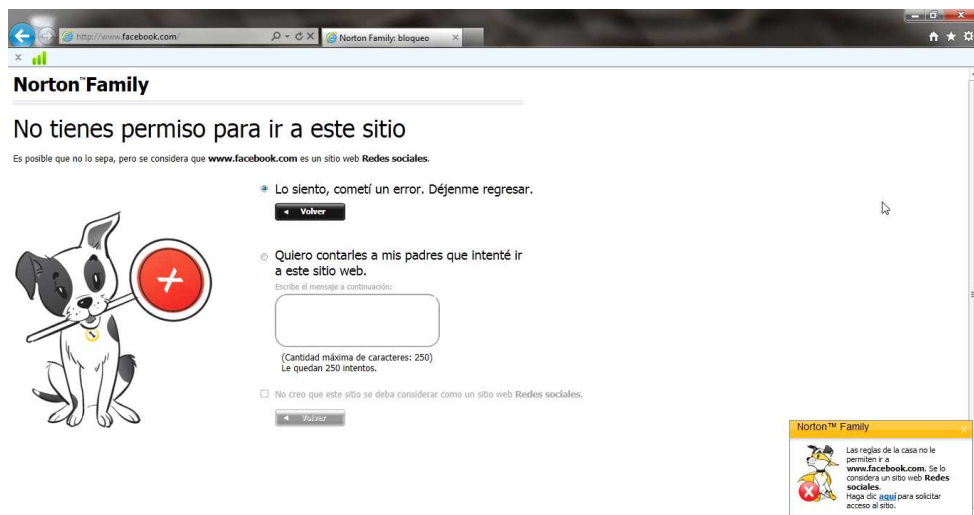 http://www.facebook.com/
Norton Family: bloqueo
Norton™Family
No tienes permiso para ir a este sitio
Es posible que no lo sepa, pero se considera que www.facebook.com es un sitio web Redes sociales.
Lo siento, cometí un error. Déjenme regresar.
Volver
Quiero contarles a mis padres que intenté ir
a este sitio web.
Escribe el mensaje a continuación:
(Cantidad máxima de caracteres: 250)
Le quedan 250 intentos.
No creo que este sitio se deba considerar como un sitio web Redes sociales.
Volver
Norton™ Family
Las reglas de la casa no le
permiten ir a
www.facebook.com. Se lo
considera un sitio web Redes
sociales.
Haga clic aquí para solicitar
acceso al sitio.